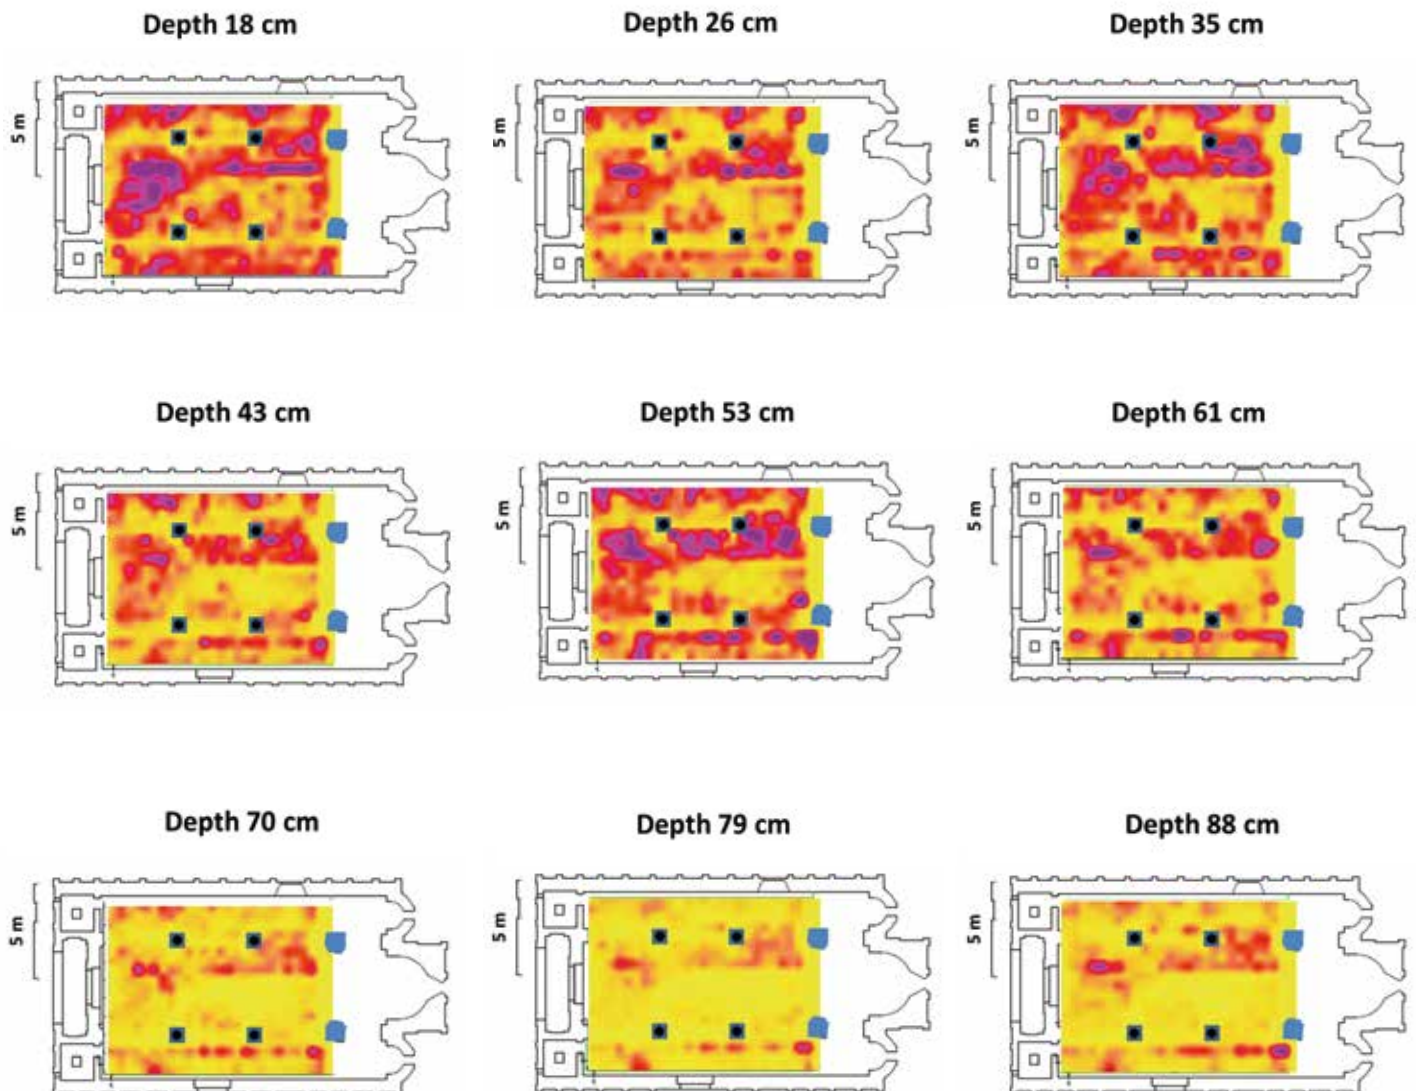 Depth 18 cm
Depth 26 cm
Depth 35 cm
5 m
5 m
5 m
Depth 43 cm
Depth 53 cm
Depth 61 cm
5 m
5 m
5 m
Depth 70 cm
Depth 79 cm
Depth 88 cm
5 m
5 m
5 m